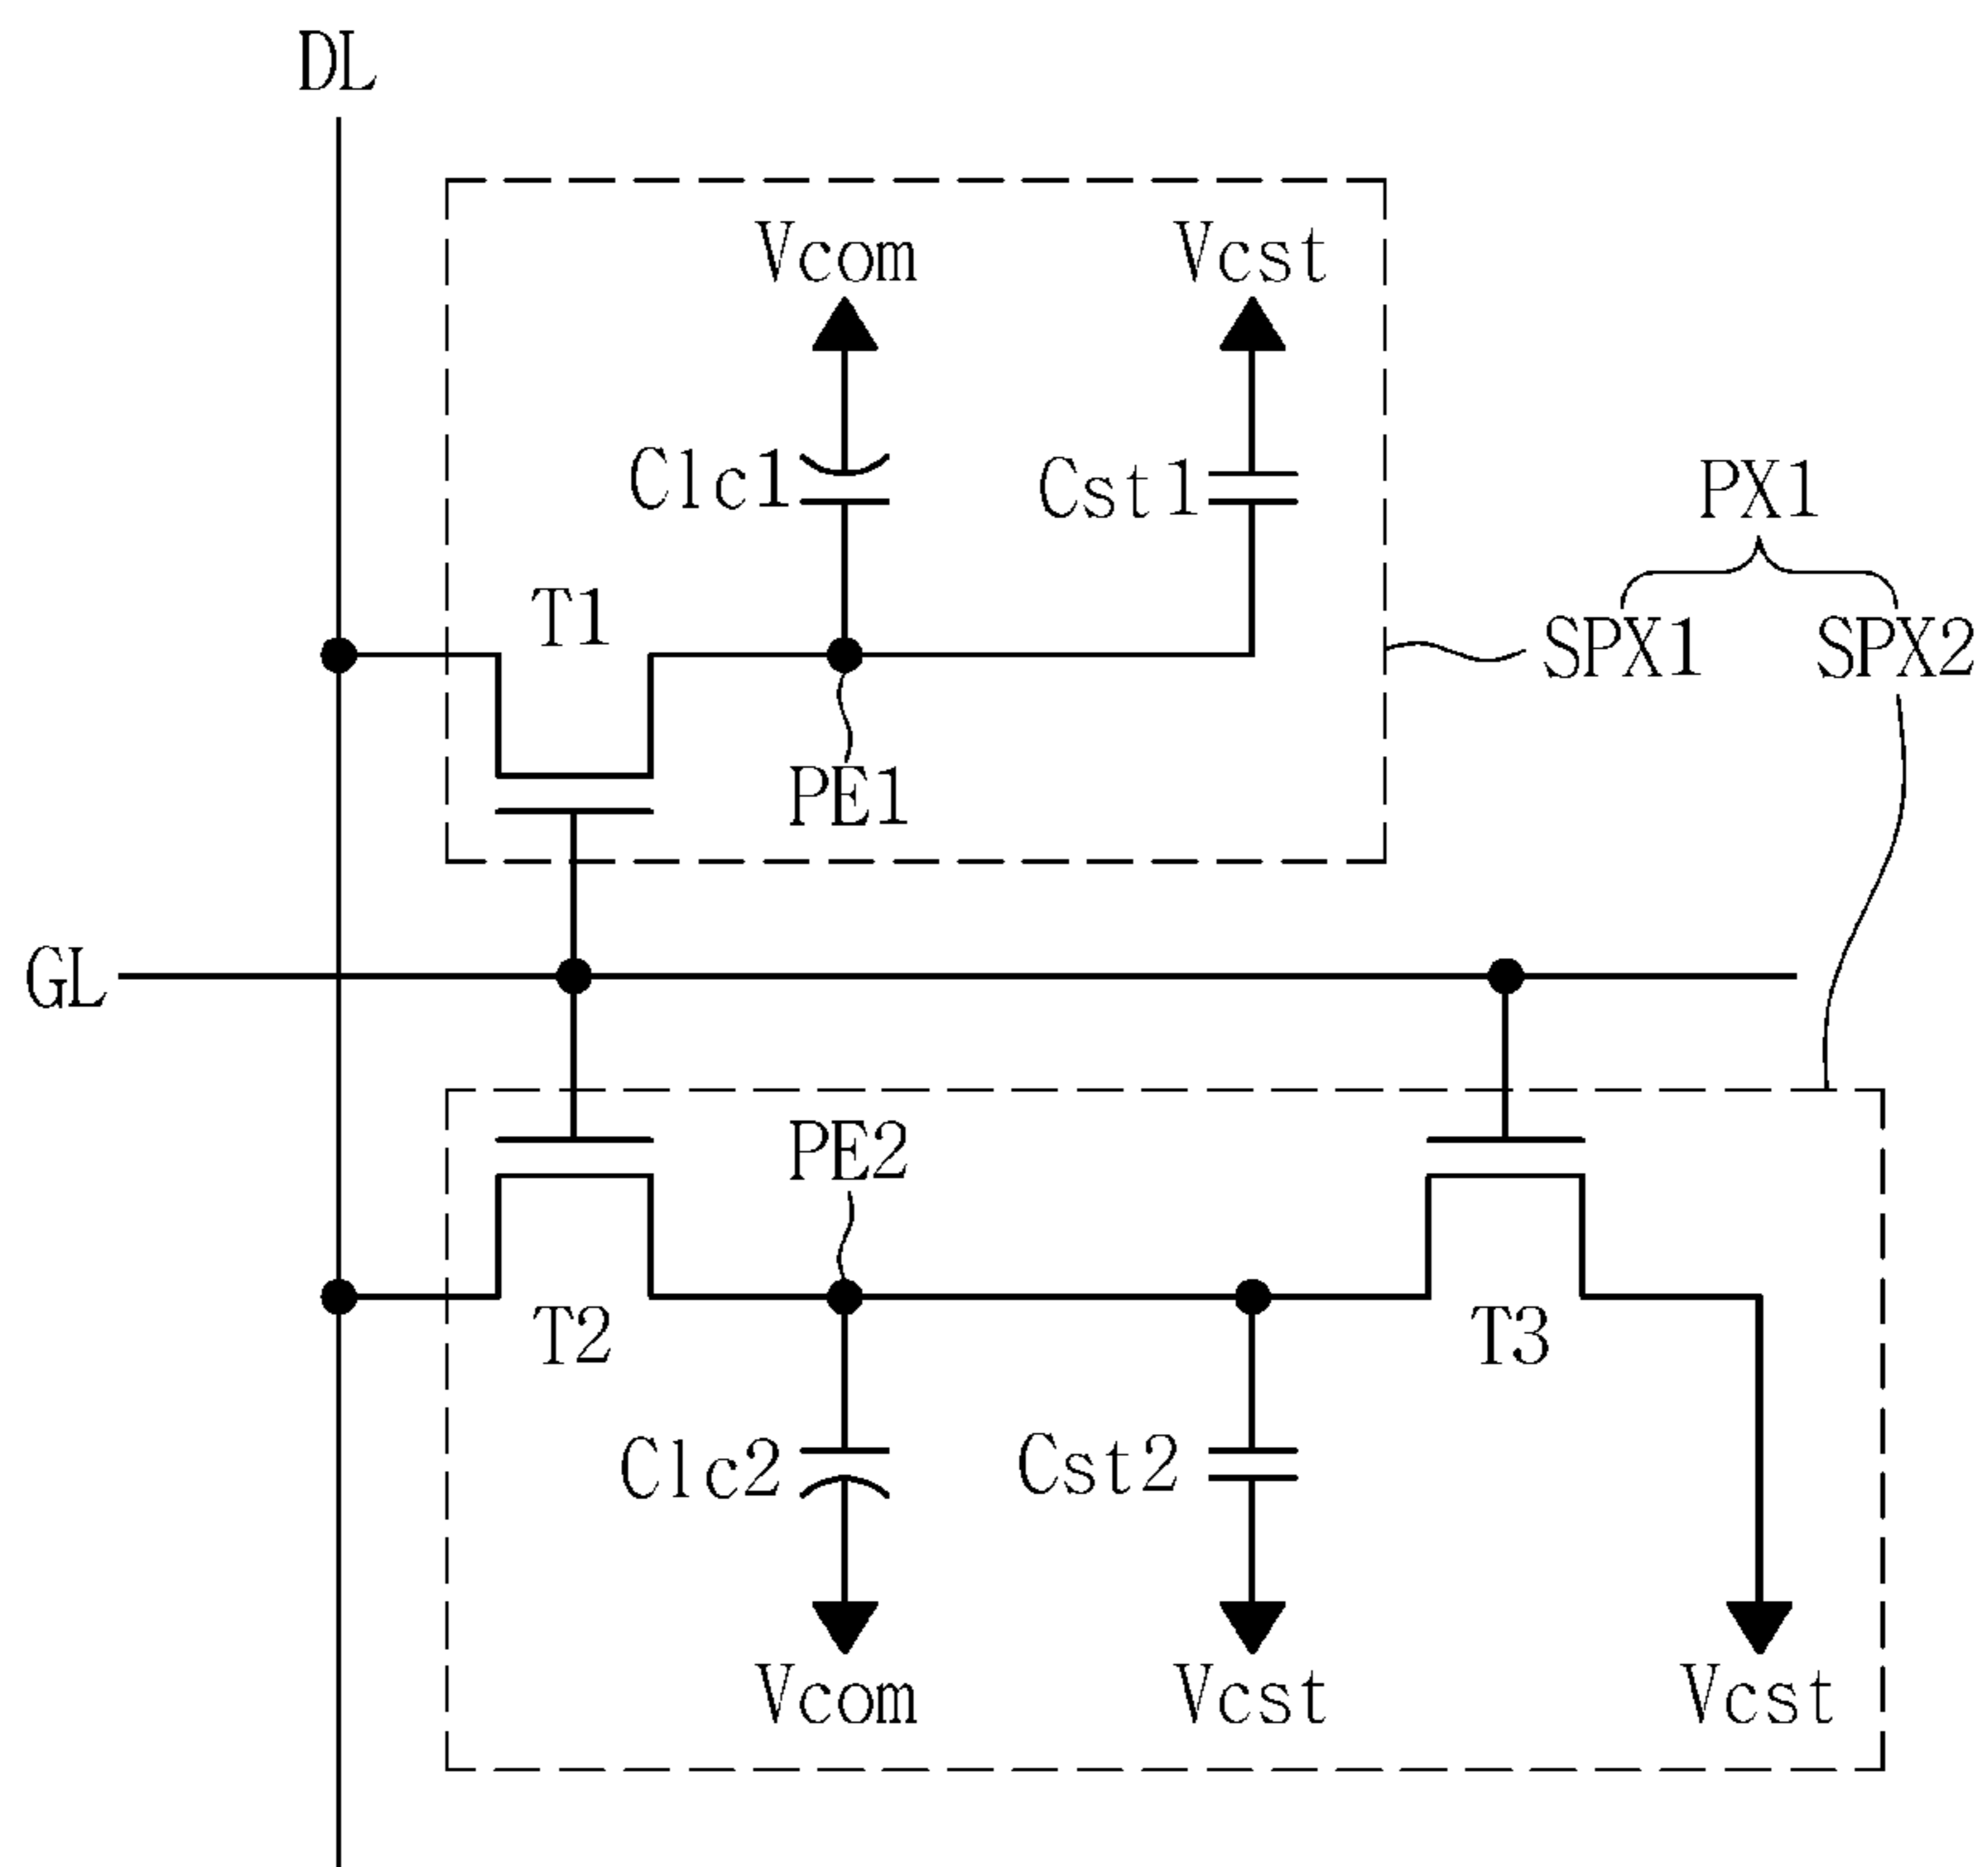 DL
Vcom Vcst
Clc1 Cst1
PX1
T1
SPX1 SPX2
PE1
GL
PE2
T2 T3
Clc2 Cst2
Vcom Vcst Vcst